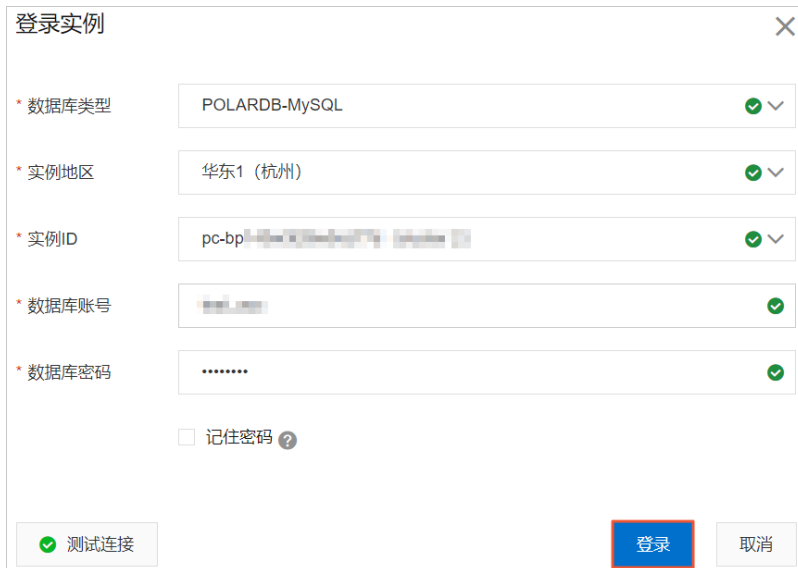 登录实例
* 数据库类型 POLARDB-MySQL
* 实例地区 华东1（杭州）
* 实例ID pc-bp
* 数据库账号
* 数据库密码 ••••••••
记住密码 ?
测试连接 登录 取消